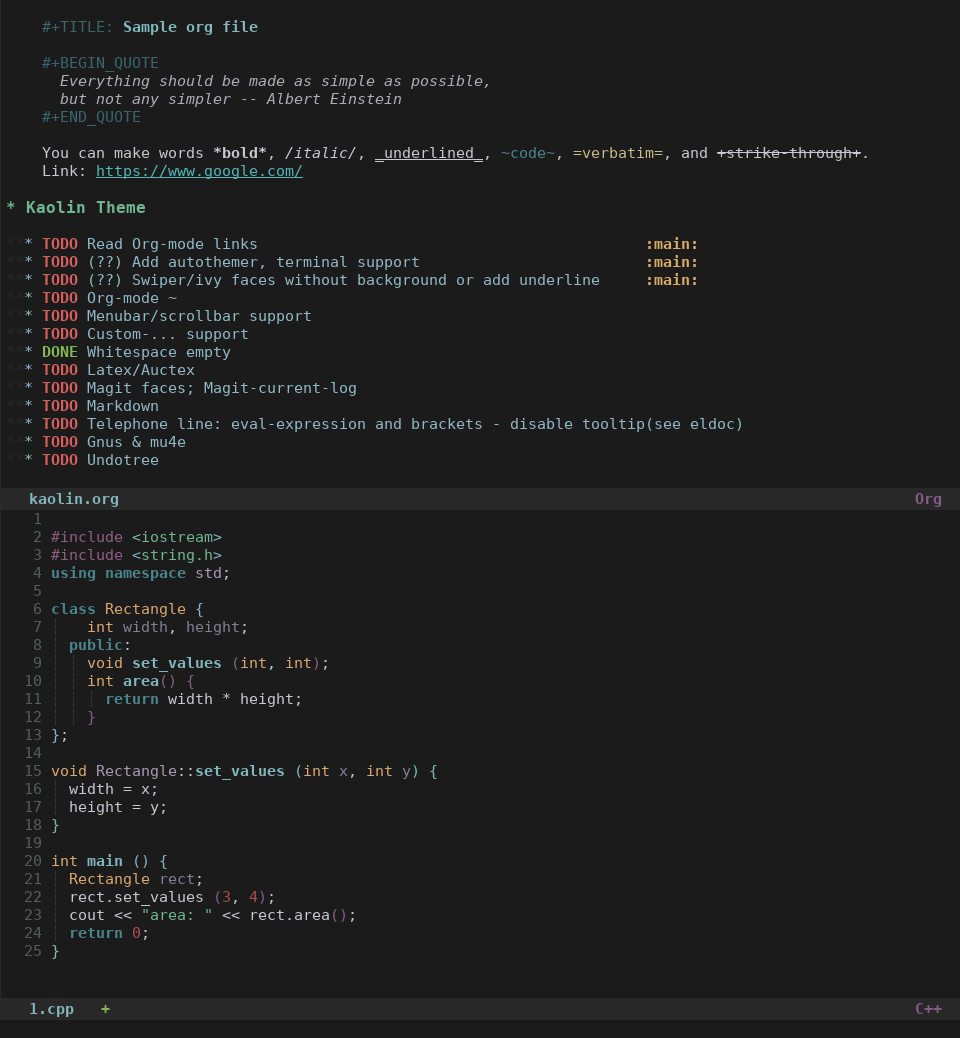 #+TITLE: Sample org file
#+BEGIN_QUOTE
Everything should be made as simple as possible,
but not any simpler -- Albert Einstein
#+END_QUOTE
You can make words *bold*, /italic/, _underlined_, ~code~, =verbatim=, and +strike-through+.
Link: https://www.google.com/
* Kaolin Theme
*** TODO Read Org-mode links :main:
*** TODO (??) Add autothemer, terminal support :main:
*** TODO (??) Swiper/ivy faces without background or add underline :main:
*** TODO Org-mode ~
*** TODO Menubar/scrollbar support
*** TODO Custom-... support
*** DONE Whitespace empty
*** TODO Latex/Auctex
*** TODO Magit faces; Magit-current-log
*** TODO Markdown
*** TODO Telephone line: eval-expression and brackets - disable tooltip(see eldoc)
*** TODO Gnus & mu4e
*** TODO Undotree
kaolin.org Org
1
2 #include <iostream>
3 #include <string.h>
4 using namespace std;
5
6 class Rectangle {
7     int width, height;
8   public:
9     void set_values (int, int);
10     int area() {
11       return width * height;
12     }
13 };
14
15 void Rectangle::set_values (int x, int y) {
16   width = x;
17   height = y;
18 }
19
20 int main () {
21   Rectangle rect;
22   rect.set_values (3, 4);
23   cout << "area: " << rect.area();
24   return 0;
25 }
1.cpp + C++